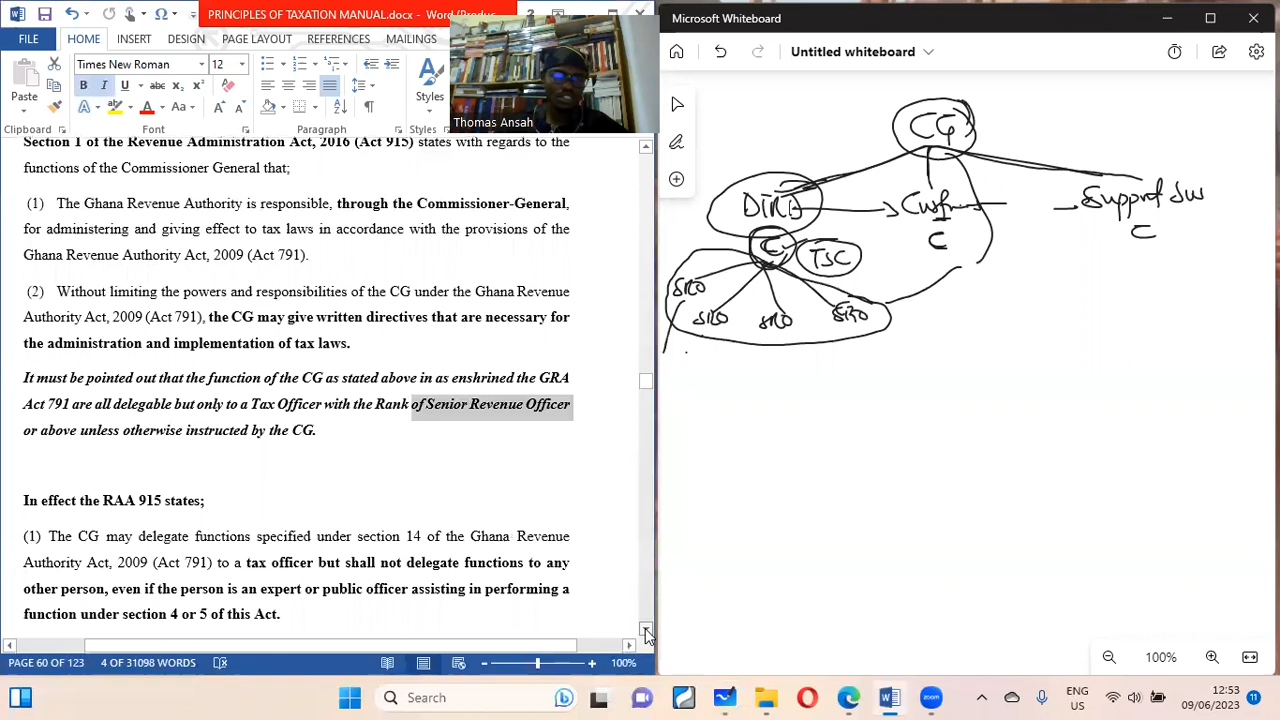 PRINCIPLES OF TAXATION MANUAL.docx - Word (Produc
FILE
HOME
INSERT
DESIGN
PAGE LAYOUT
REFERENCES
MAILINGS
Times New Roman
12
Paste
Styles
Clipboard
Font
Paragraph
Styles
Thomas Ansah
Section 1 of the Revenue Administration Act, 2016 (Act 915) states with regards to the
functions of the Commissioner General that;
(1) The Ghana Revenue Authority is responsible, through the Commissioner-General,
for administering and giving effect to tax laws in accordance with the provisions of the
Ghana Revenue Authority Act, 2009 (Act 791).
(2) Without limiting the powers and responsibilities of the CG under the Ghana Revenue
Authority Act, 2009 (Act 791), the CG may give written directives that are necessary for
the administration and implementation of tax laws.
It must be pointed out that the function of the CG as stated above in as enshrined the GRA
Act 791 are all delegable but only to a Tax Officer with the Rank of Senior Revenue Officer
or above unless otherwise instructed by the CG.
In effect the RAA 915 states;
(1) The CG may delegate functions specified under section 14 of the Ghana Revenue
Authority Act, 2009 (Act 791) to a tax officer but shall not delegate functions to any
other person, even if the person is an expert or public officer assisting in performing a
function under section 4 or 5 of this Act.
PAGE 60 OF 123
4 OF 31098 WORDS
100%
Microsoft Whiteboard
Untitled whiteboard
CG
C
C
C
TSC
SRO
SRO
SRO
SRO
100%
Search
ENG
US
12:53
09/06/2023